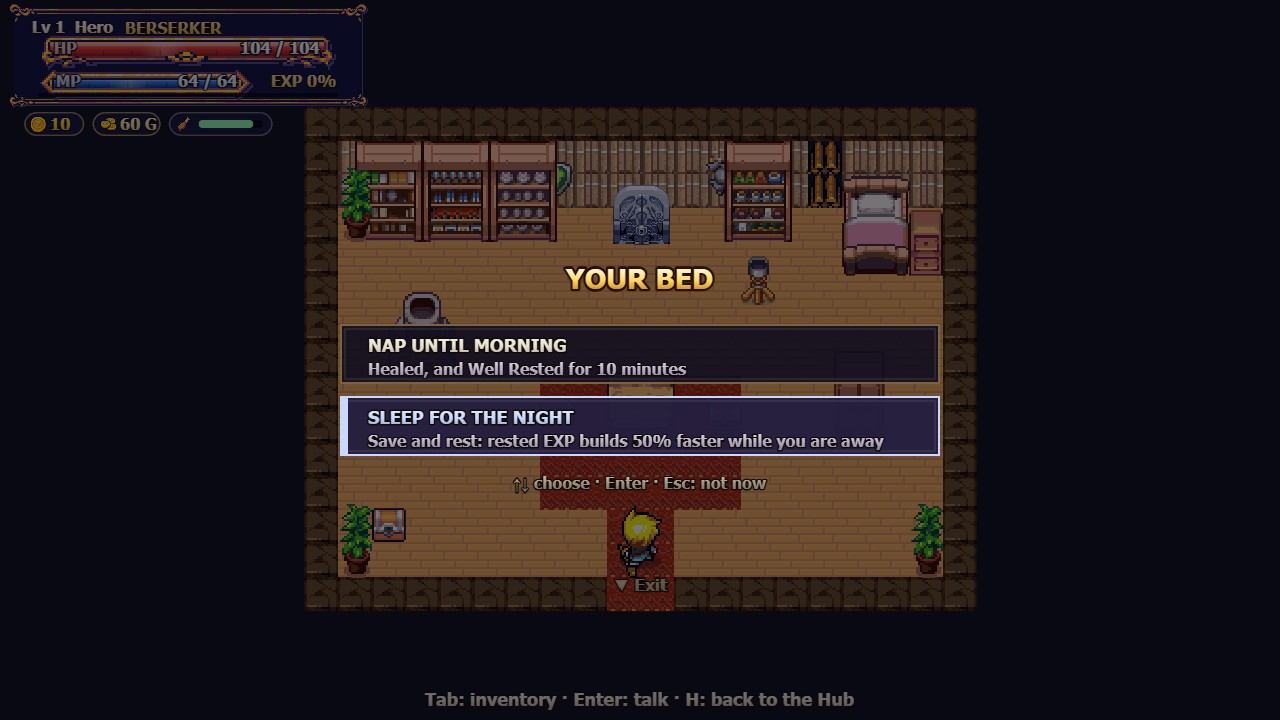 Lv 1 Hero BERSERKER
HP 104 / 104
MP 64 / 64 EXP 0%
10 60 G
YOUR BED
NAP UNTIL MORNING
Healed, and Well Rested for 10 minutes
SLEEP FOR THE NIGHT
Save and rest: rested EXP builds 50% faster while you are away
↑↓ choose · Enter · Esc: not now
▼ Exit
Tab: inventory · Enter: talk · H: back to the Hub